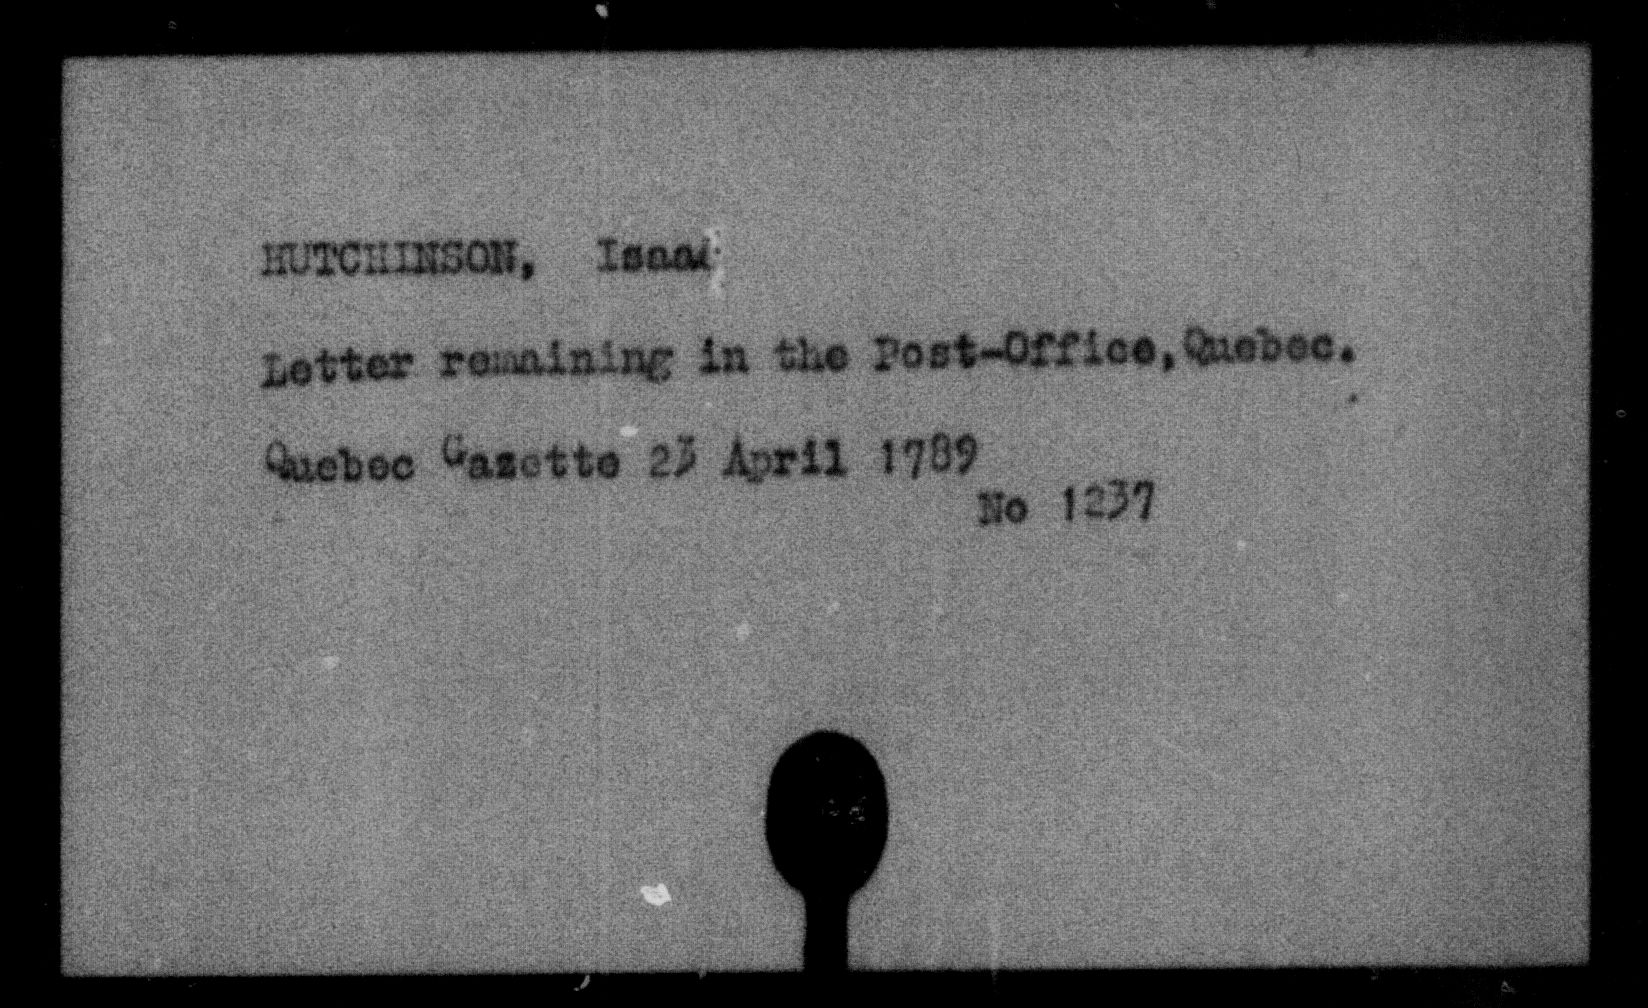 HUTCHINSON, Isaac
Letter remaining in the Post-Office, Quebec.
Quebec Gazette 23 April 1789
No 1237